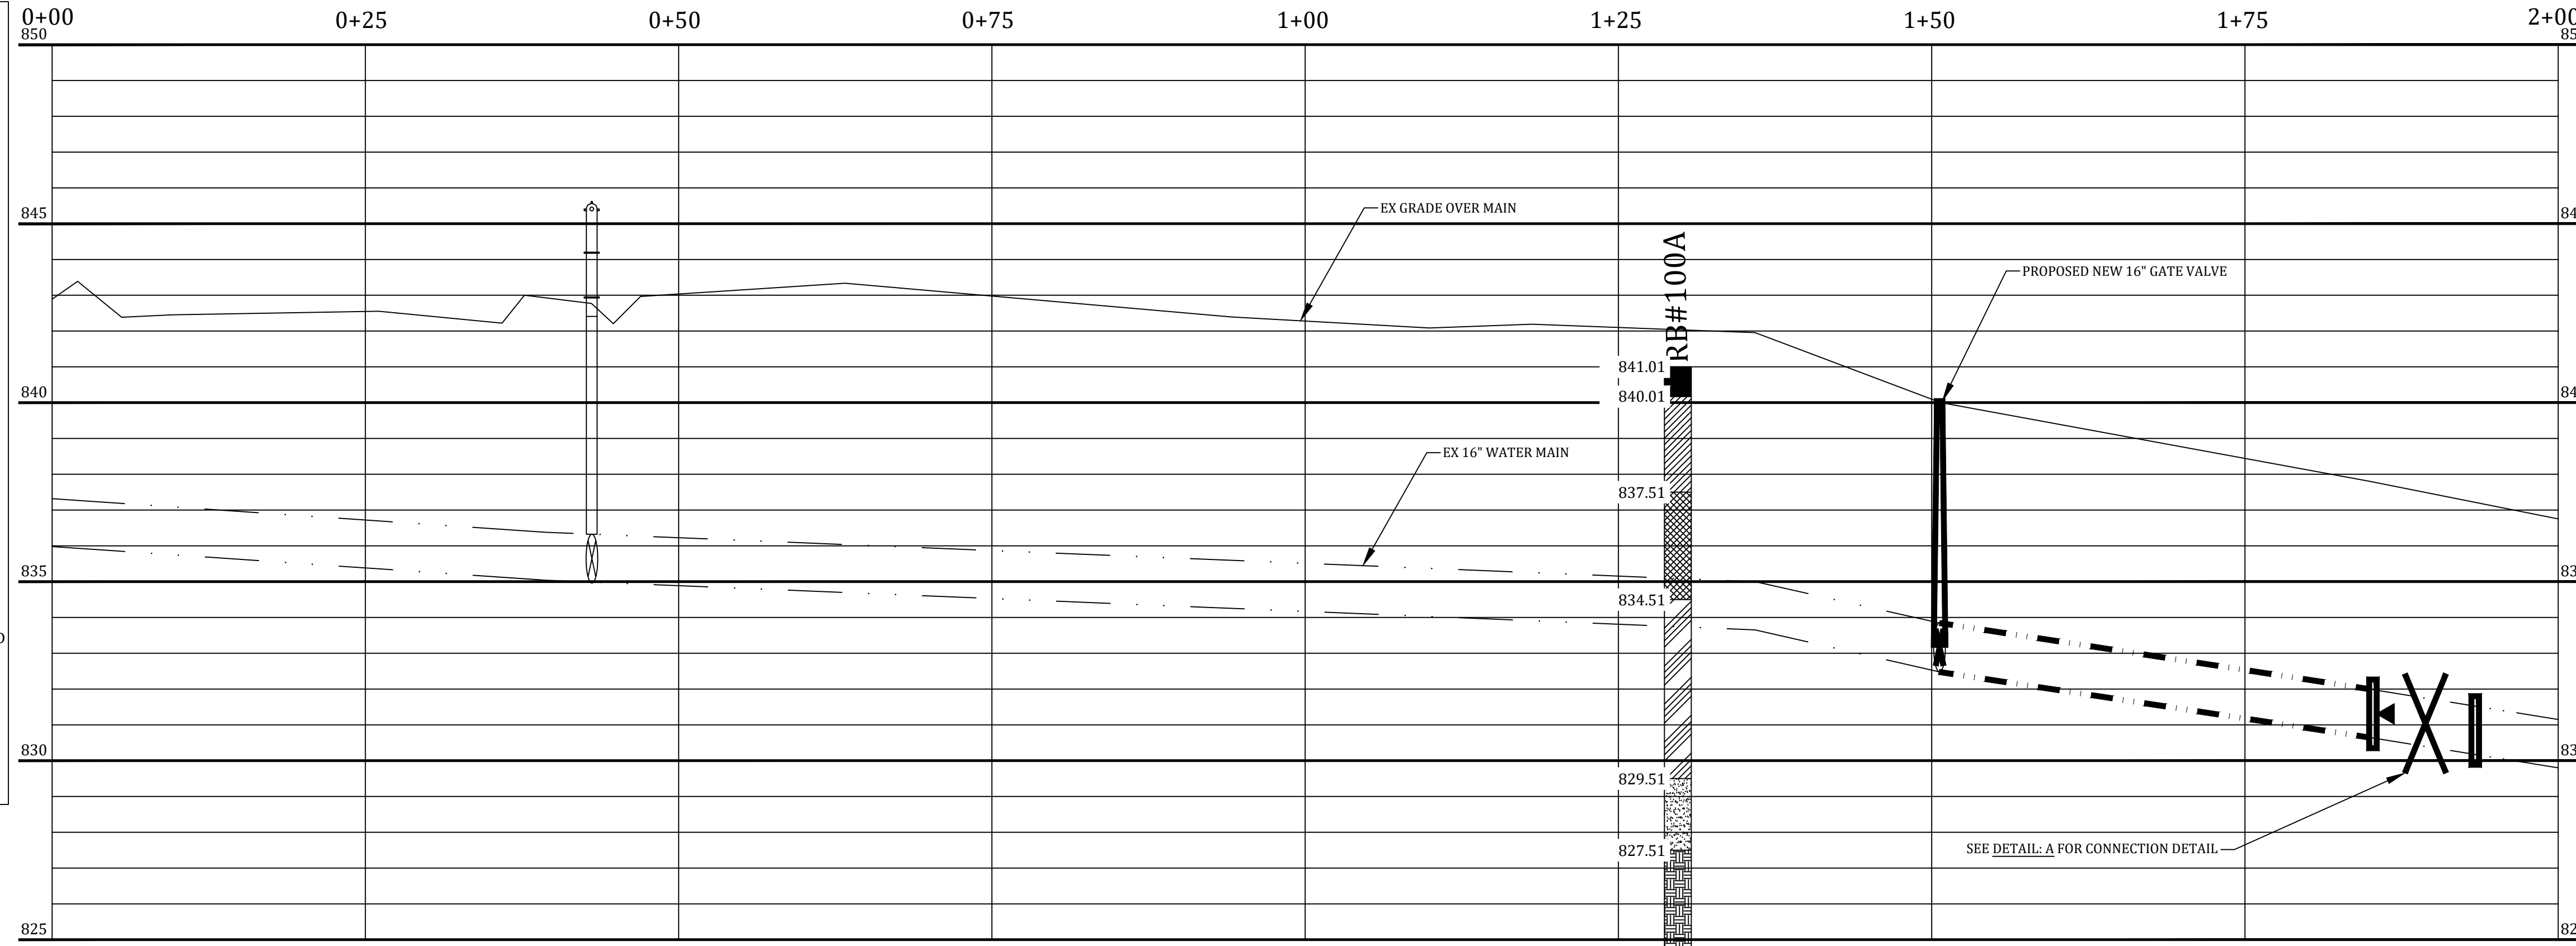 0+00 0+25 0+50 0+75 1+00 1+25 1+50 1+75 2+00
850
845
EX GRADE OVER MAIN
RB#100A
PROPOSED NEW 16" GATE VALVE
841.01
840
840.01
EX 16" WATER MAIN
837.51
835
834.51
830
829.51
827.51
SEE DETAIL: A FOR CONNECTION DETAIL
825